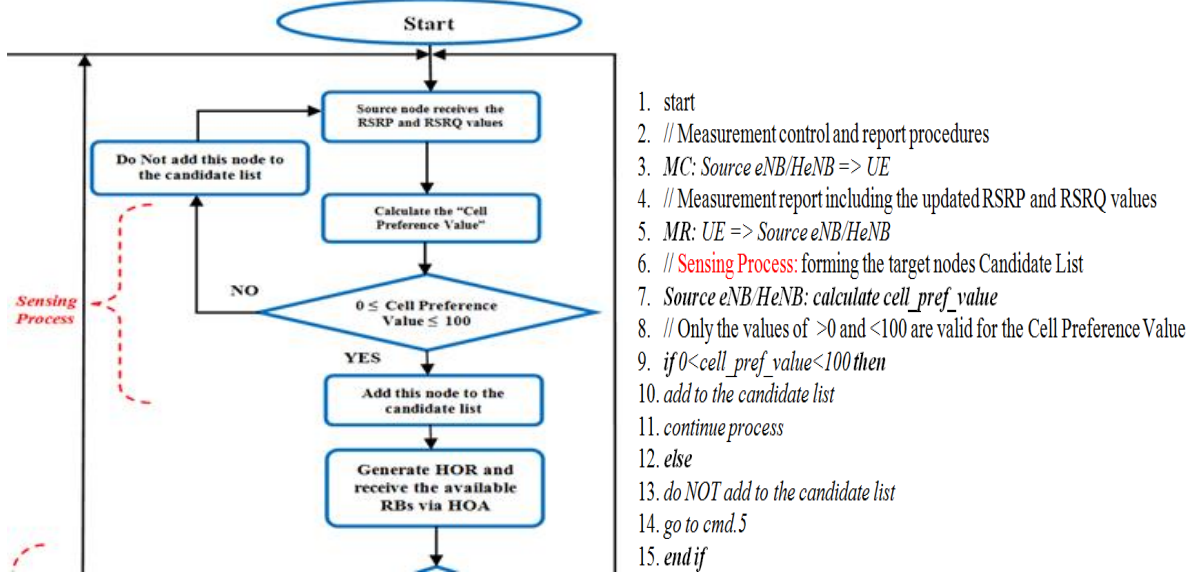 Start
Source node receives the
RSRP and RSRQ values
Do Not add this node to
the candidate list
Calculate the "Cell
Preference Value"
Sensing
Process
NO
0≤ Cell Preference
Value≤ 100
YES
Add this node to the
candidate list
Generate HOR and
receive the available
RBs via HOA
1. start
2. // Measurement control and report procedures
3. MC: Source eNB/HeNB => UE
4. // Measurement report including the updated RSRP and RSRQ values
5. MR: UE => Source eNB/HeNB
6. // Sensing Process: forming the target nodes Candidate List
7. Source eNB/HeNB: calculate cell_pref_value
8. // Only the values of >0 and <100 are valid for the Cell Preference Value
9. if 0<cell_pref_value<100 then
10. add to the candidate list
11. continue process
12. else
13. do NOT add to the candidate list
14. go to cmd.5
15. end if